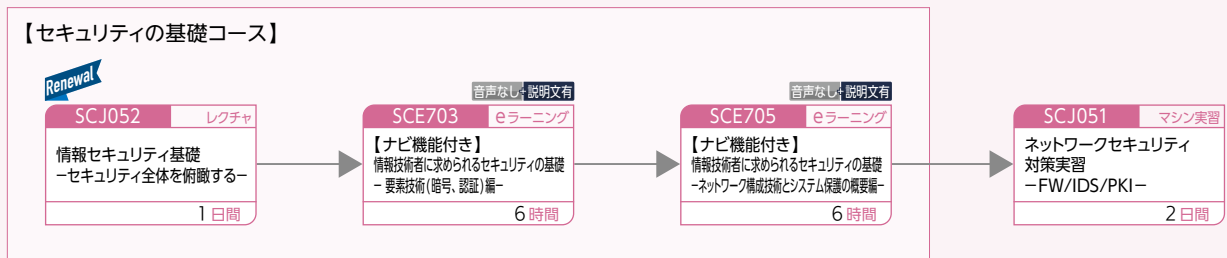 【セキュリティの基礎コース】
Renewal
SCJ052 レクチャ
情報セキュリティ基礎
−セキュリティ全体を俯瞰する−
1日間
音声なし+説明文有
SCE703 eラーニング
【ナビ機能付き】
情報技術者に求められるセキュリティの基礎
− 要素技術(暗号、認証)編−
6時間
音声なし+説明文有
SCE705 eラーニング
【ナビ機能付き】
情報技術者に求められるセキュリティの基礎
−ネットワーク構成技術とシステム保護の概要編−
6時間
SCJ051 マシン実習
ネットワークセキュリティ
対策実習
−FW/IDS/PKI−
2日間